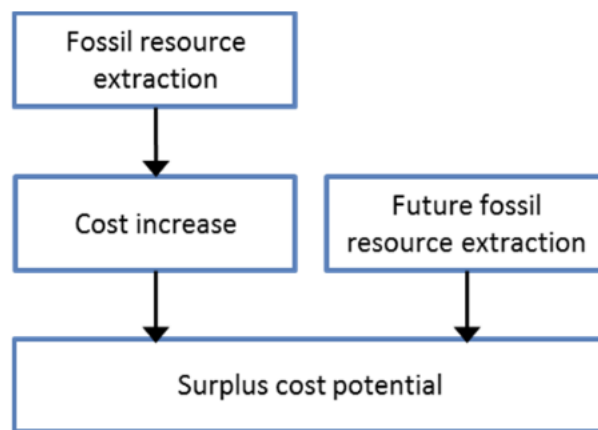 Fossil resource
extraction
Cost increase
Future fossil
resource extraction
Surplus cost potential